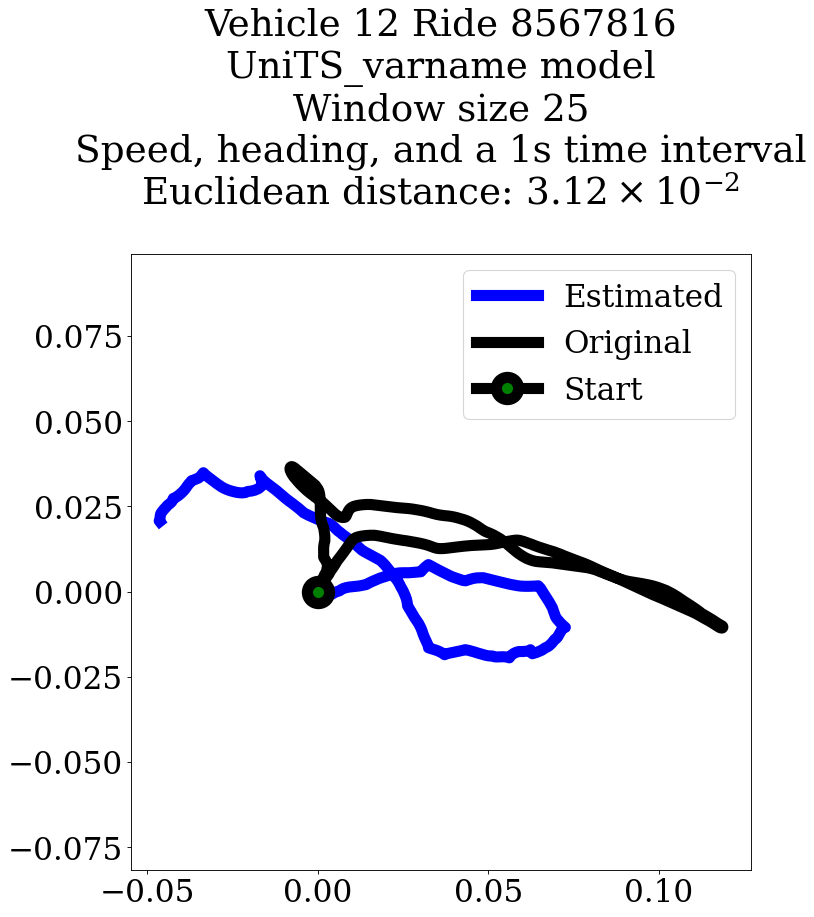 Vehicle 12 Ride 8567816
UniTS_varname model
Window size 25
Speed, heading, and a 1s time interval
Euclidean distance: 3.12 × 10⁻²
Estimated
Original
Start
0.075
0.050
0.025
0.000
−0.025
−0.050
−0.075
−0.05 0.00 0.05 0.10